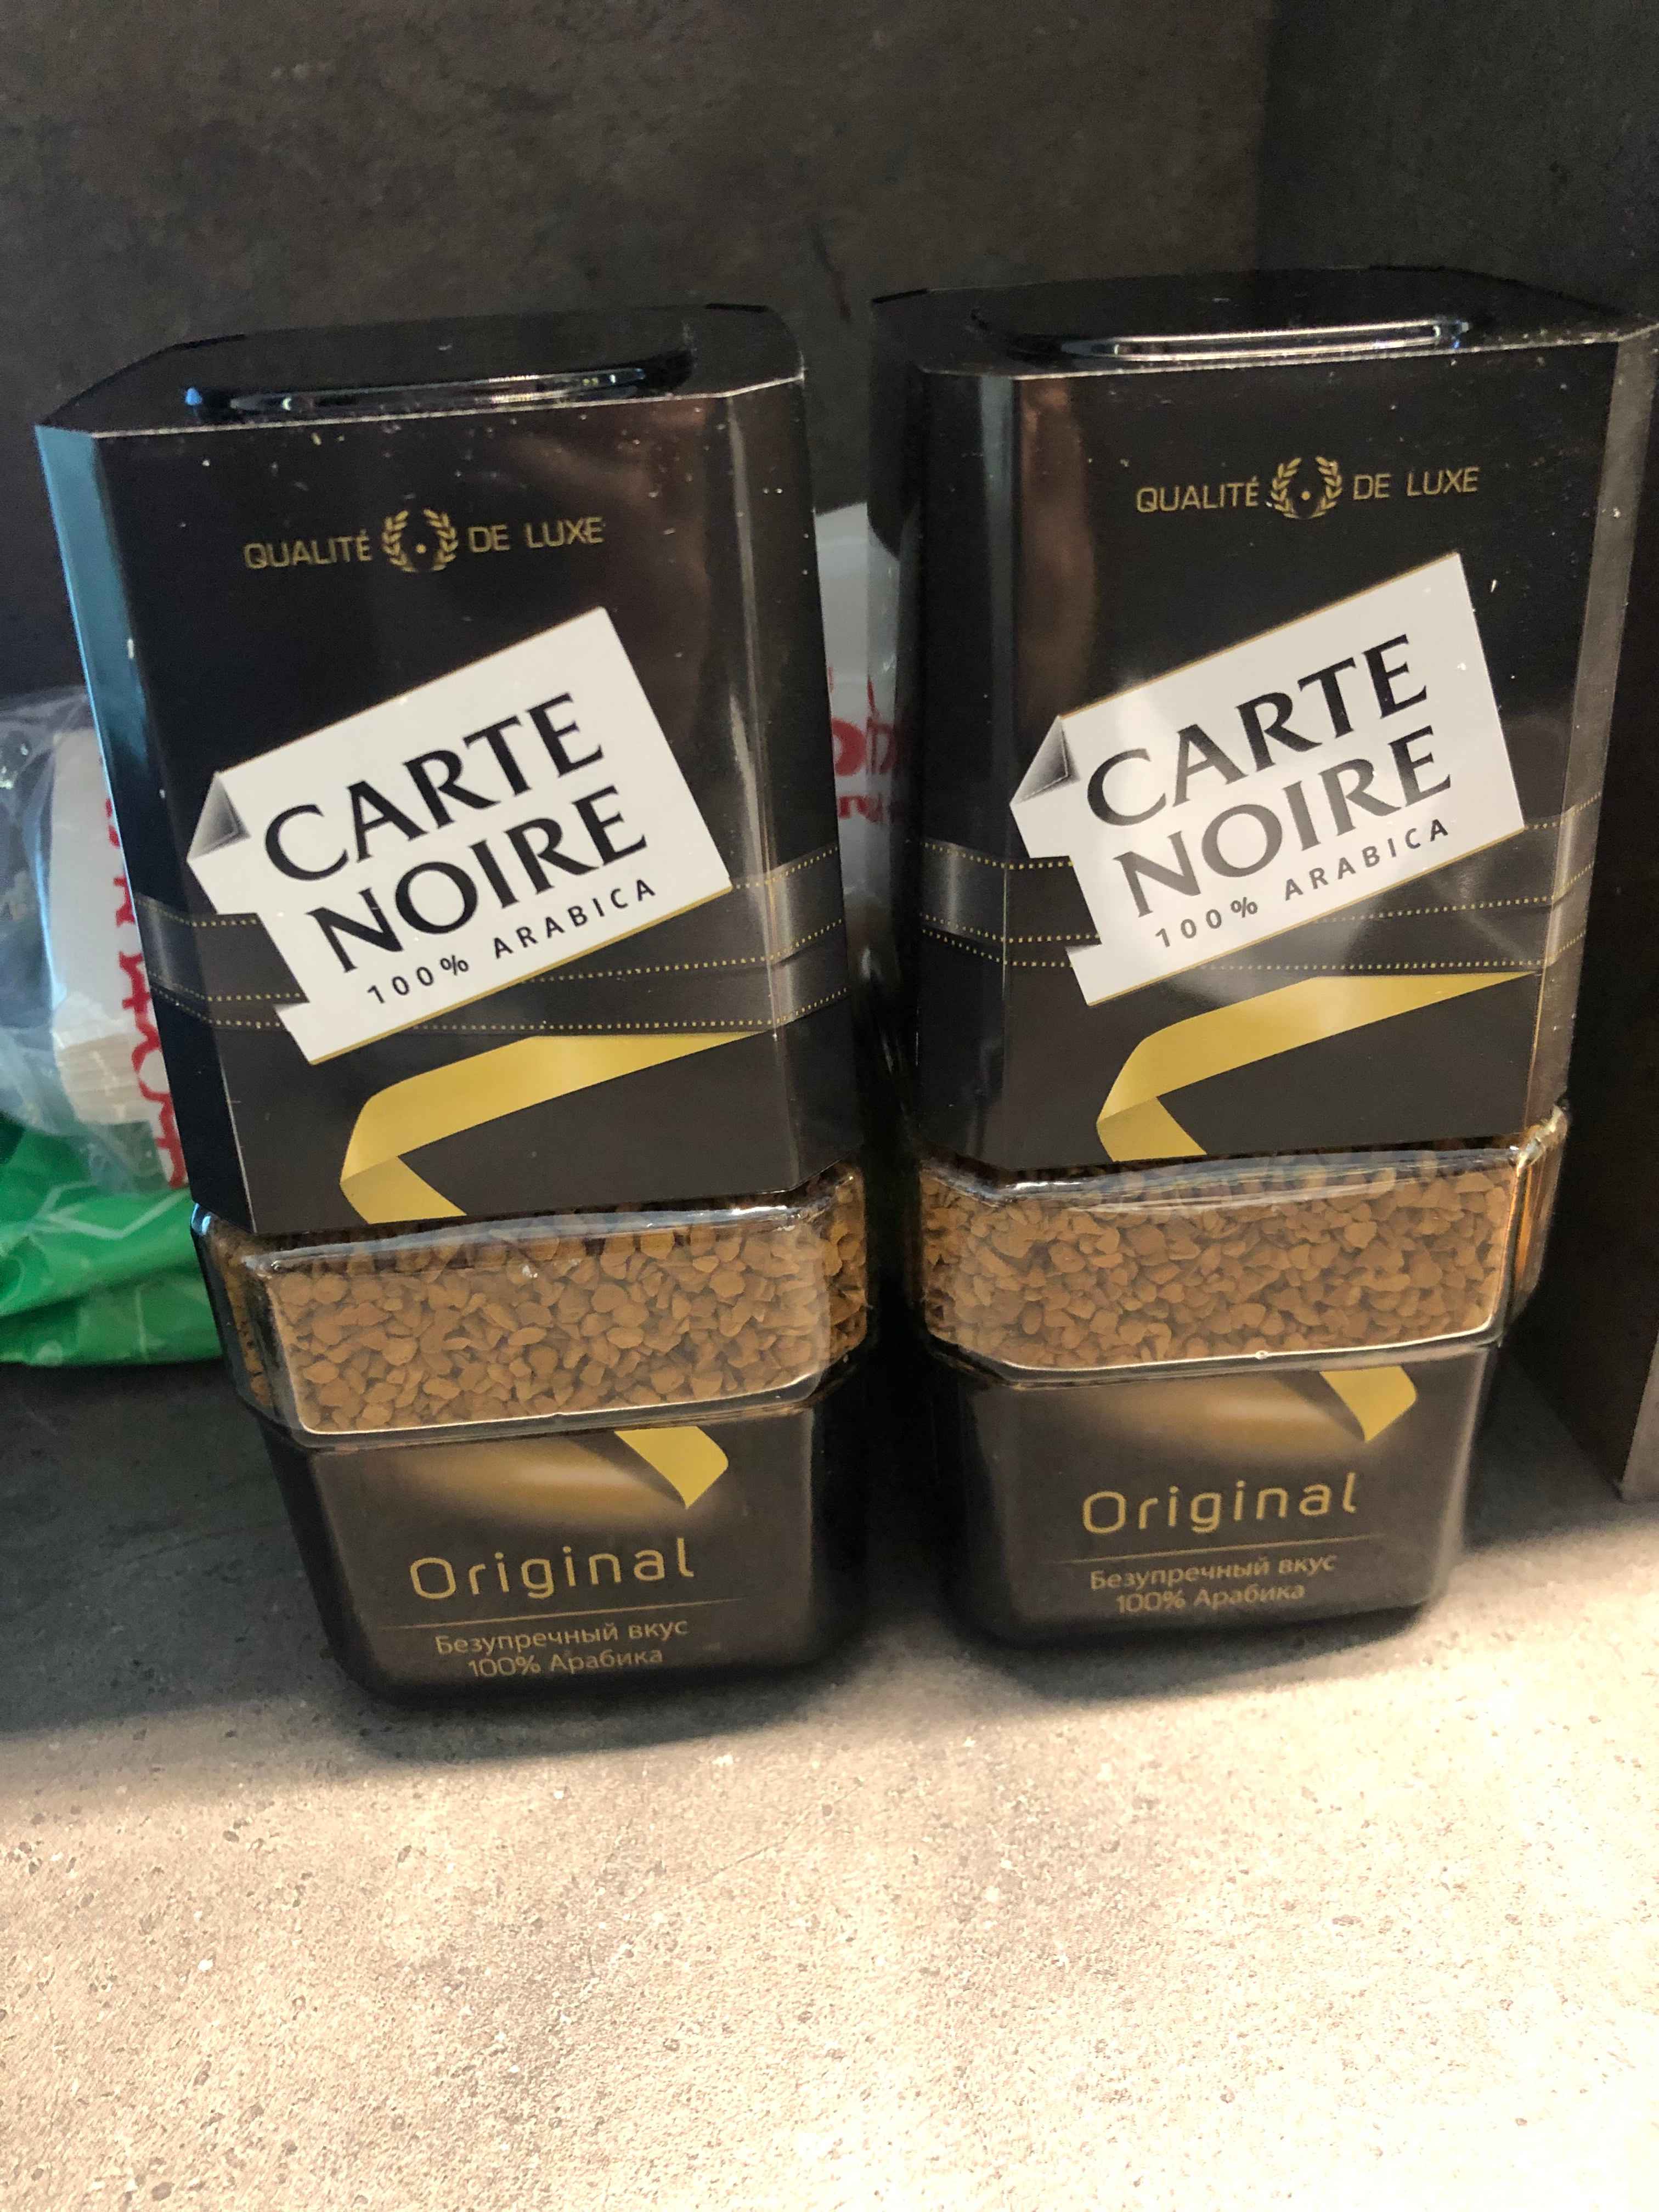 QUALITÉ DE LUXE
CARTE
NOIRE
100% ARABICA
Original
Безупречный вкус
100% Арабика
QUALITÉ DE LUXE
CARTE
NOIRE
100% ARABICA
Original
Безупречный вкус
100% Арабика